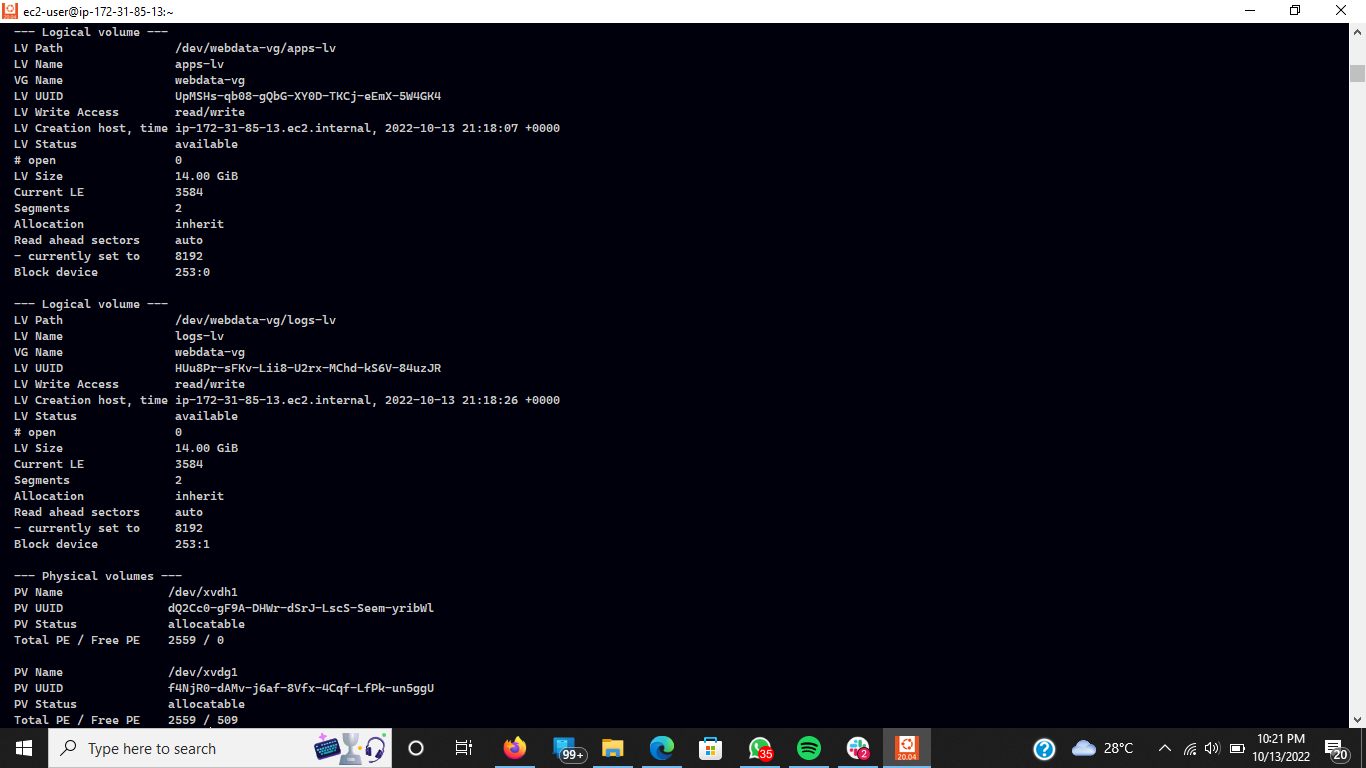 ec2-user@ip-172-31-85-13:~
--- Logical volume ---
LV Path                /dev/webdata-vg/apps-lv
LV Name                apps-lv
VG Name                webdata-vg
LV UUID                UpMSHs-qb08-gQbG-XY0D-TKCj-eEmX-5W4GK4
LV Write Access        read/write
LV Creation host, time ip-172-31-85-13.ec2.internal, 2022-10-13 21:18:07 +0000
LV Status              available
# open                 0
LV Size                14.00 GiB
Current LE             3584
Segments               2
Allocation             inherit
Read ahead sectors     auto
- currently set to     8192
Block device           253:0
--- Logical volume ---
LV Path                /dev/webdata-vg/logs-lv
LV Name                logs-lv
VG Name                webdata-vg
LV UUID                HUu8Pr-sFKv-Lii8-U2rx-MChd-kS6V-84uzJR
LV Write Access        read/write
LV Creation host, time ip-172-31-85-13.ec2.internal, 2022-10-13 21:18:26 +0000
LV Status              available
# open                 0
LV Size                14.00 GiB
Current LE             3584
Segments               2
Allocation             inherit
Read ahead sectors     auto
- currently set to     8192
Block device           253:1
--- Physical volumes ---
PV Name               /dev/xvdh1
PV UUID               dQ2Cc0-gF9A-DHWr-dSrJ-LscS-Seem-yribWl
PV Status             allocatable
Total PE / Free PE    2559 / 0
PV Name               /dev/xvdg1
PV UUID               f4NjR0-dAMv-j6af-8Vfx-4Cqf-LfPk-un5ggU
PV Status             allocatable
Total PE / Free PE    2559 / 509
Type here to search
99+
35
2
20.04
28°C
10:21 PM
10/13/2022
20